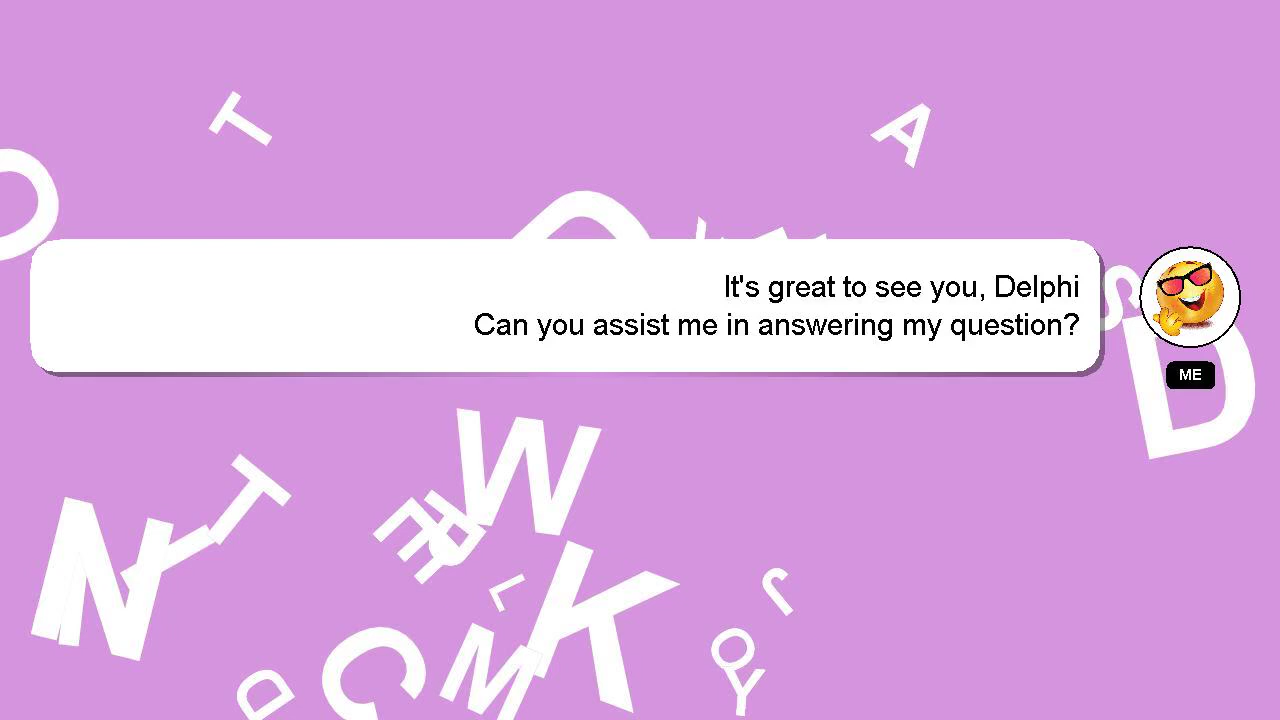 It's great to see you, Delphi
Can you assist me in answering my question?
ME
T
A
O
S
D
W
T
N
Y
E
R
L
K
J
M
O
Y
C
D